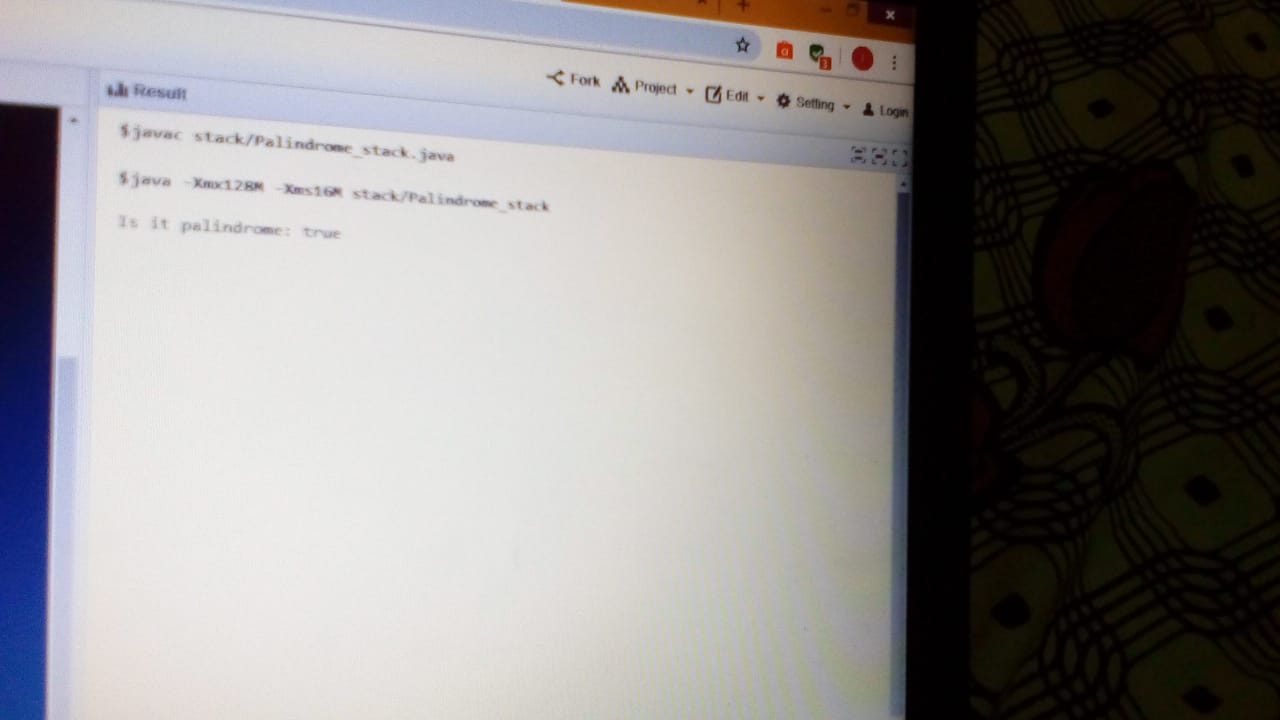 Fork Project Edit Setting Login
Result
$javac stack/Palindrome_stack.java
$java -Xmx128M -Xms16M stack/Palindrome_stack
Is it palindrome: true
3